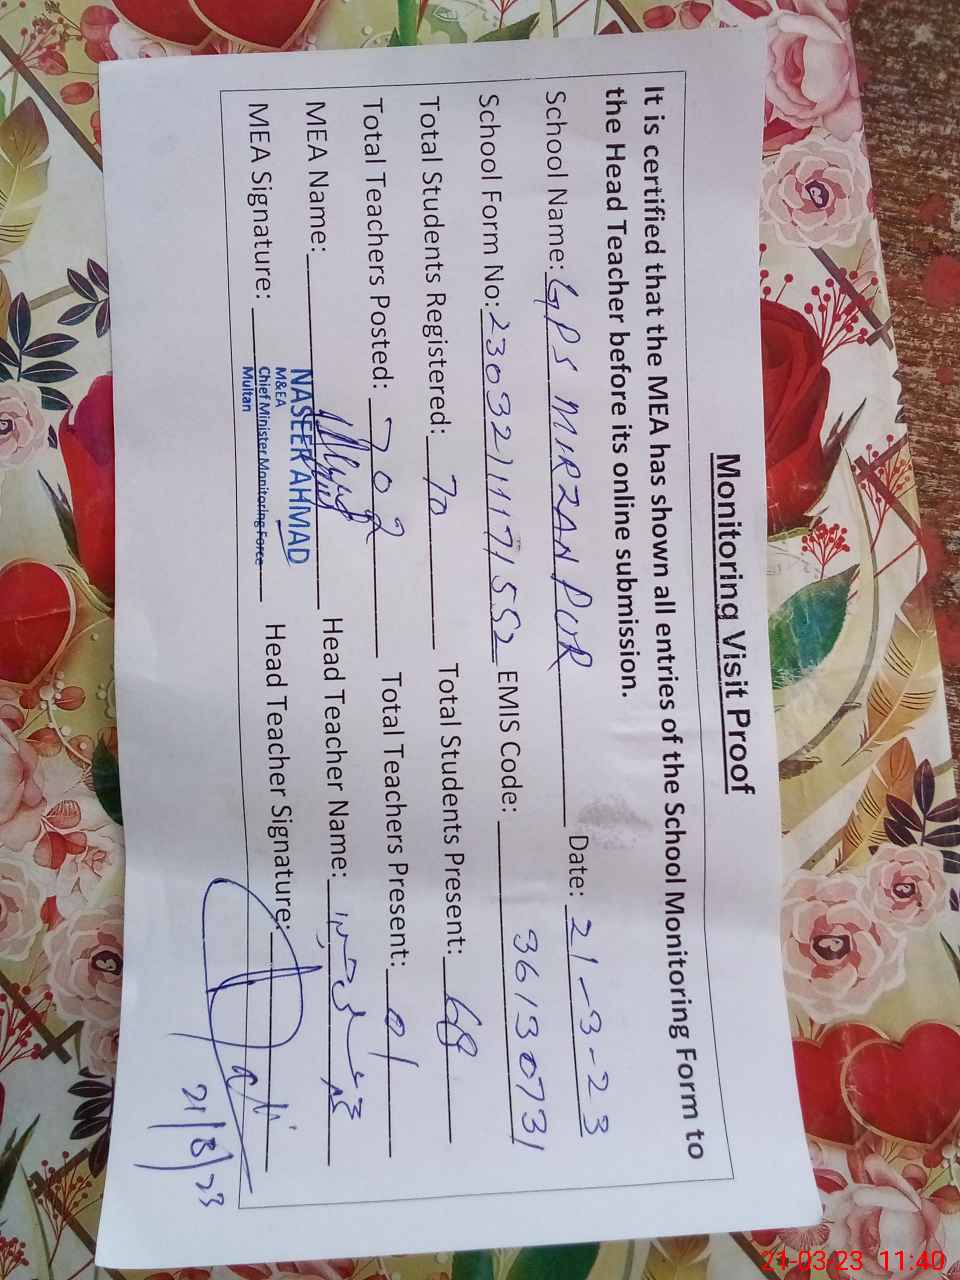 Monitoring Visit Proof
It is certified that the MEA has shown all entries of the School Monitoring Form to
the Head Teacher before its online submission.
School Name: GPS MIRZAN PUR Date: 21-3-23
School Form No: 230321111171552 EMIS Code: 36130731
Total Students Registered: 70 Total Students Present: 68
Total Teachers Posted: 02 Total Teachers Present: 01
MEA Name: Head Teacher Name:
NASEER AHMAD
M&EA
Chief Minister Monitoring Force
Multan
MEA Signature: Head Teacher Signature:
21/3/23
21-03-23 11:40